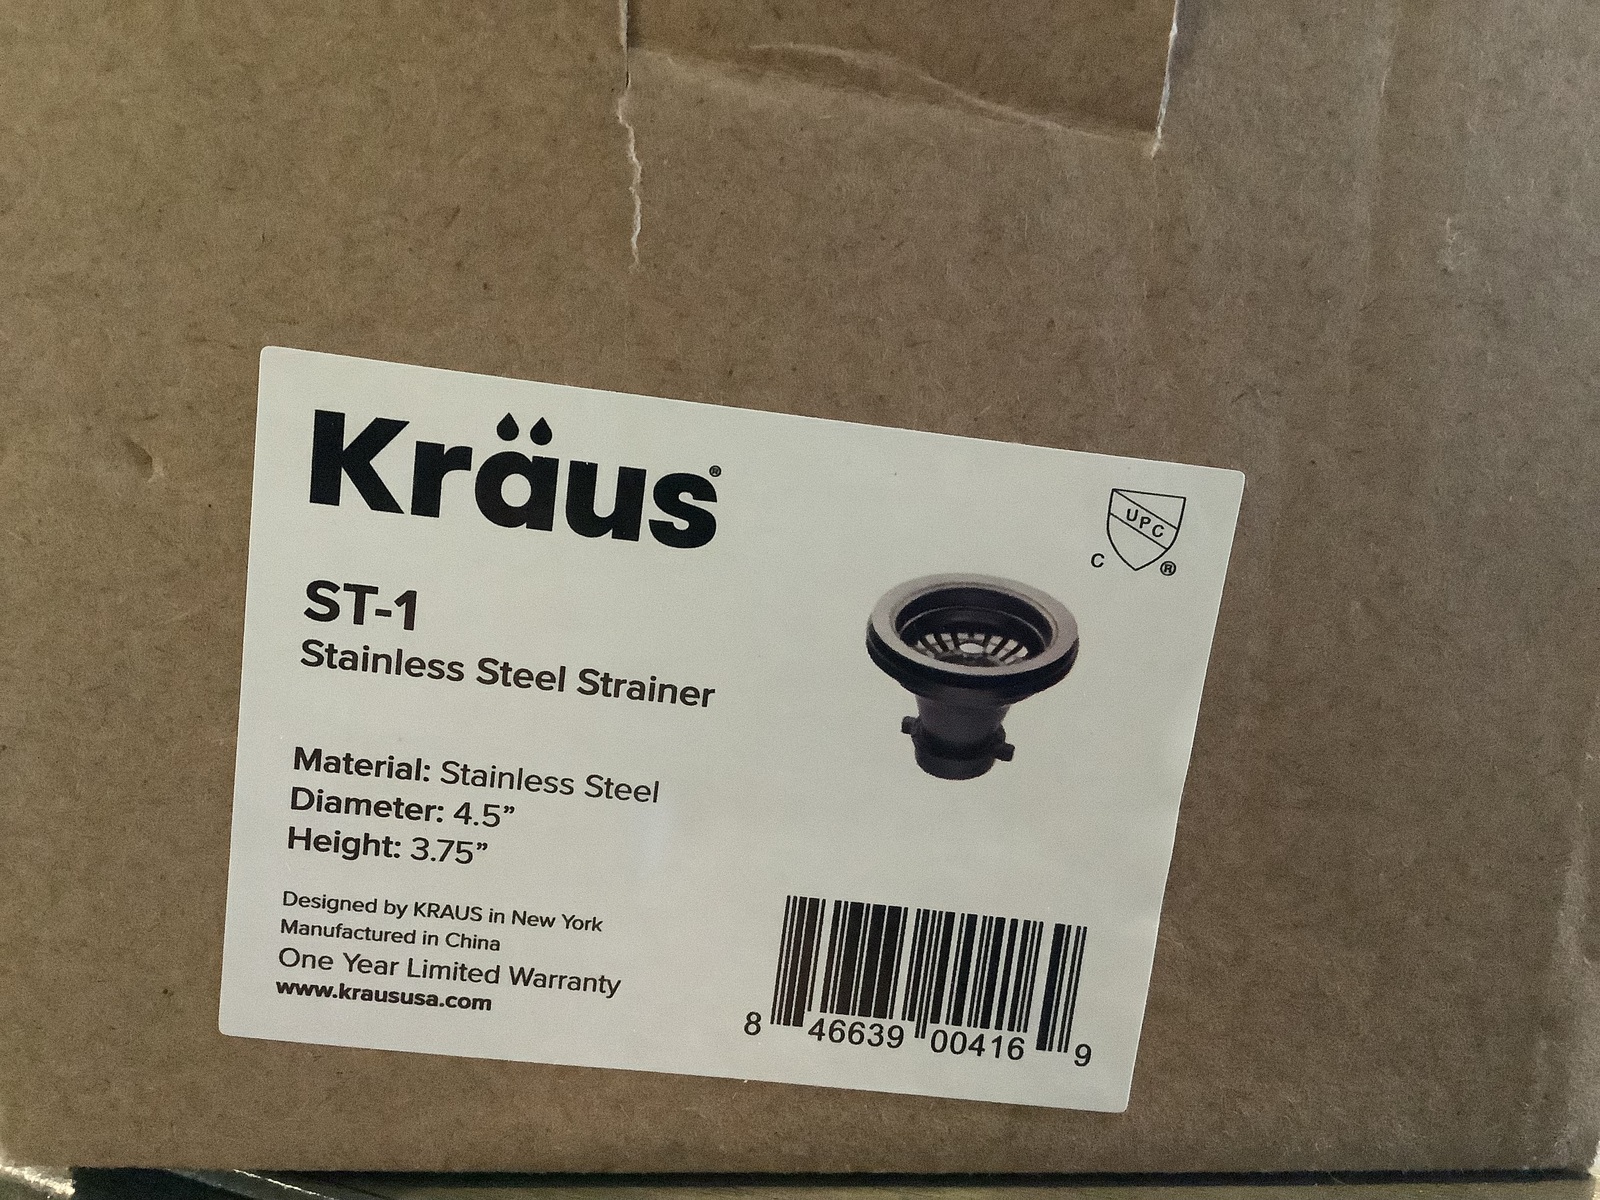 Kräus®
UPC
C ®
ST-1
Stainless Steel Strainer
Material: Stainless Steel
Diameter: 4.5”
Height: 3.75”
Designed by KRAUS in New York
Manufactured in China
One Year Limited Warranty
www.kraususa.com
8 46639 00416 9